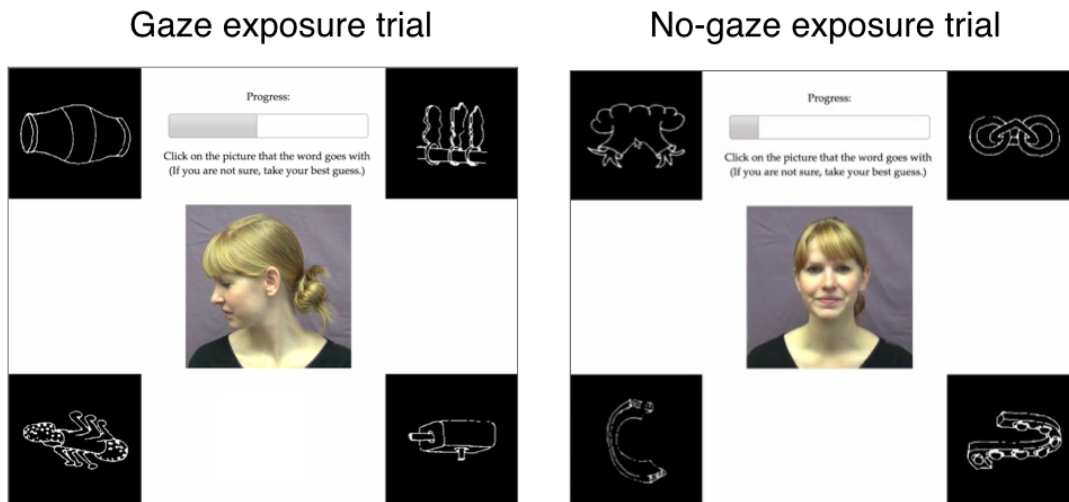 Gaze exposure trial
No-gaze exposure trial
Progress:
Click on the picture that the word goes with
(If you are not sure, take your best guess.)
Progress:
Click on the picture that the word goes with
(If you are not sure, take your best guess.)